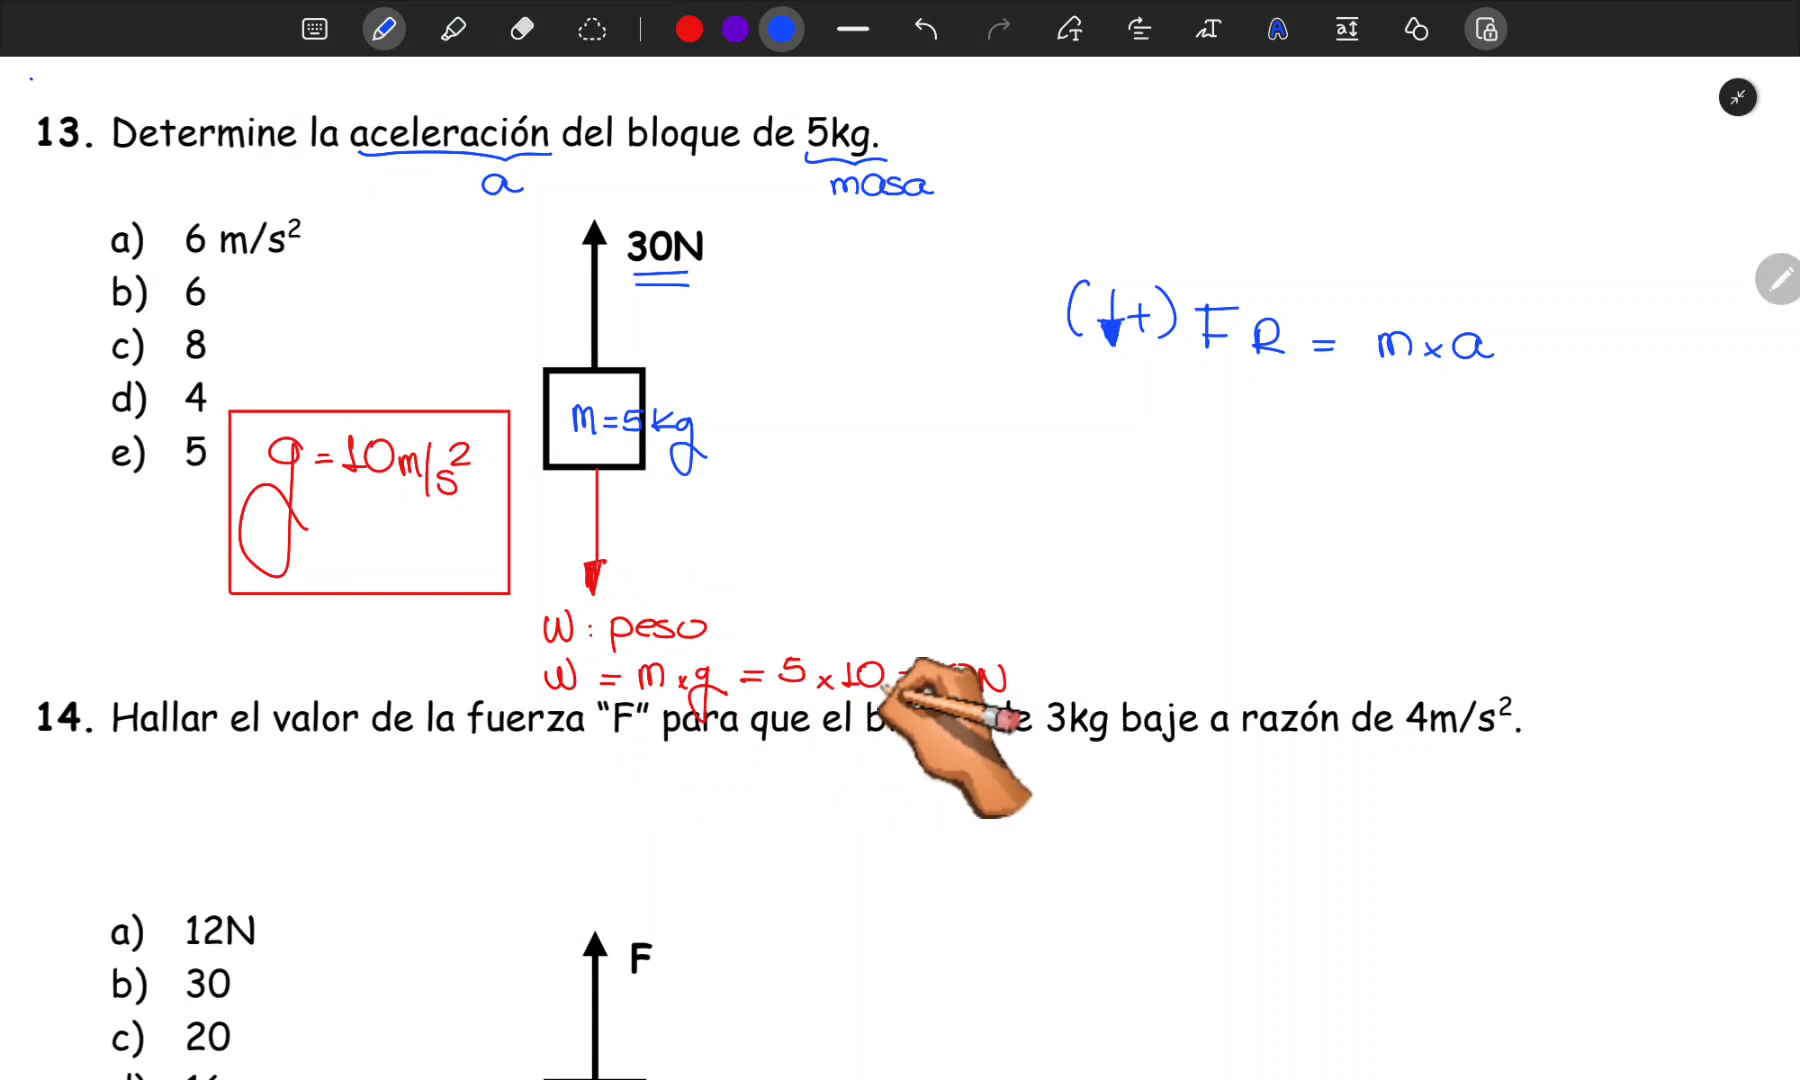 13. Determine la aceleración del bloque de 5kg.
a
masa
a) 6 m/s²
b) 6
c) 8
d) 4
e) 5
30N
m=5kg
g=10m/s²
(↓+) FR = m×a
W: peso
W = m×g = 5×10 N
14. Hallar el valor de la fuerza “F” para que el 3kg baje a razón de 4m/s².
a) 12N
b) 30
c) 20
F